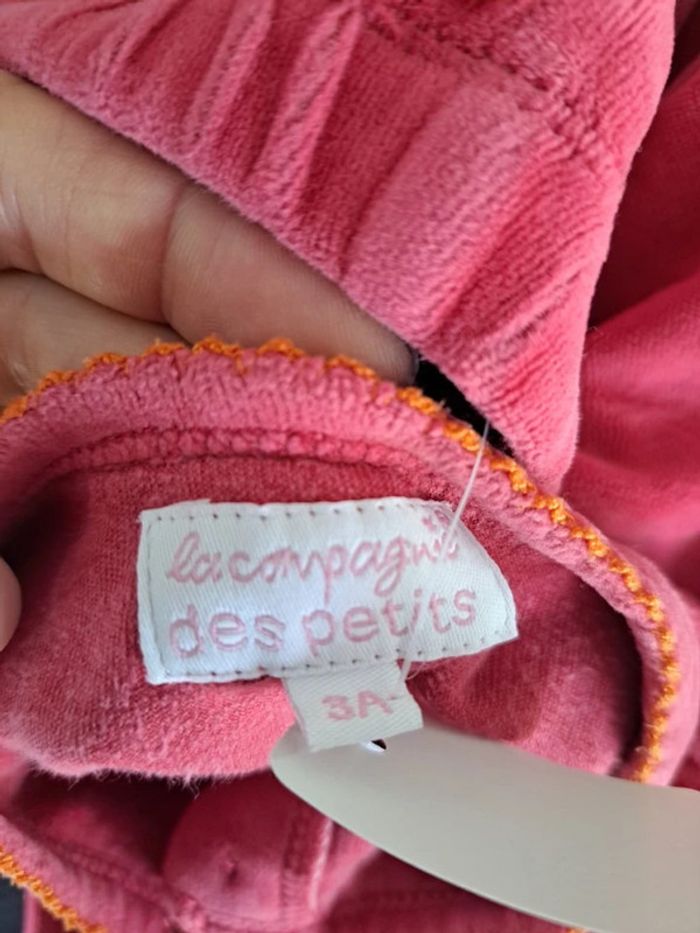 la compagnie
des petits
3A